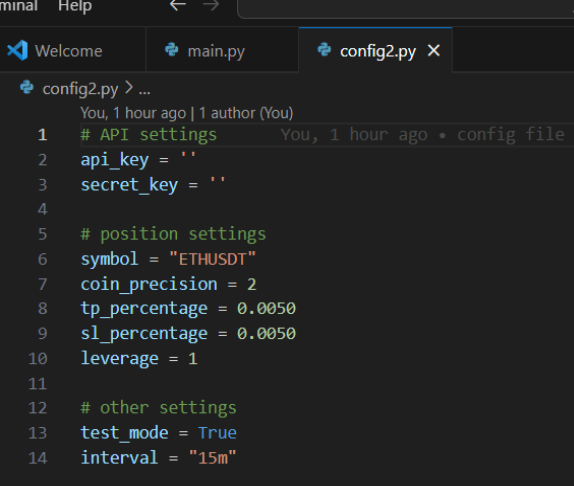 minal Help
Welcome
main.py
config2.py
config2.py > ...
You, 1 hour ago | 1 author (You)
1 # API settings You, 1 hour ago • config file
2 api_key = ''
3 secret_key = ''
4
5 # position settings
6 symbol = "ETHUSDT"
7 coin_precision = 2
8 tp_percentage = 0.0050
9 sl_percentage = 0.0050
10 leverage = 1
11
12 # other settings
13 test_mode = True
14 interval = "15m"